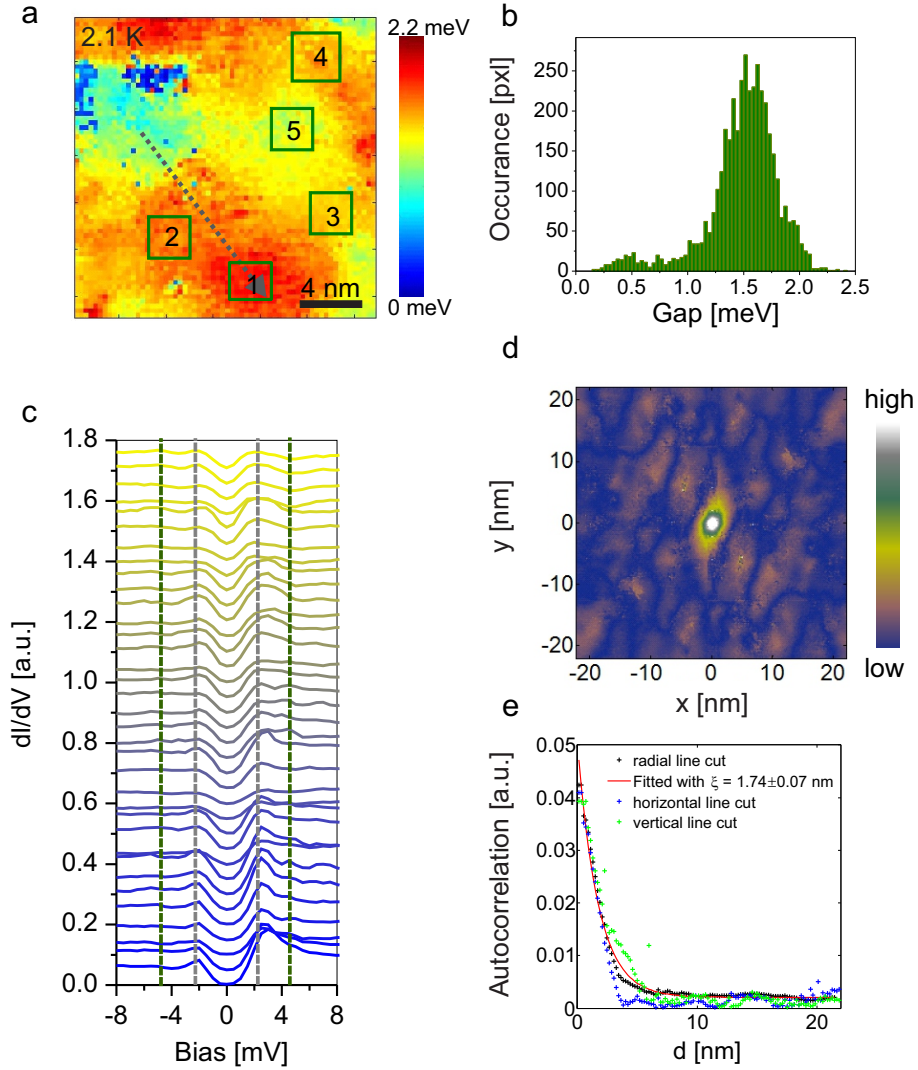 a
2.1 K
4
5
3
2
1
4 nm
2.2 meV
0 meV
b
Occurance [pxl]
250
200
150
100
50
0
0.0 0.5 1.0 1.5 2.0 2.5
Gap [meV]
c
dI/dV [a.u.]
1.8
1.6
1.4
1.2
1.0
0.8
0.6
0.4
0.2
0.0
-8 -4 0 4 8
Bias [mV]
d
y [nm]
20
10
0
-10
-20
-20 -10 0 10 20
x [nm]
high
low
e
Autocorrelation [a.u.]
0.05
0.04
0.03
0.02
0.01
0
0 10 20
d [nm]
radial line cut
Fitted with ξ = 1.74±0.07 nm
horizontal line cut
vertical line cut